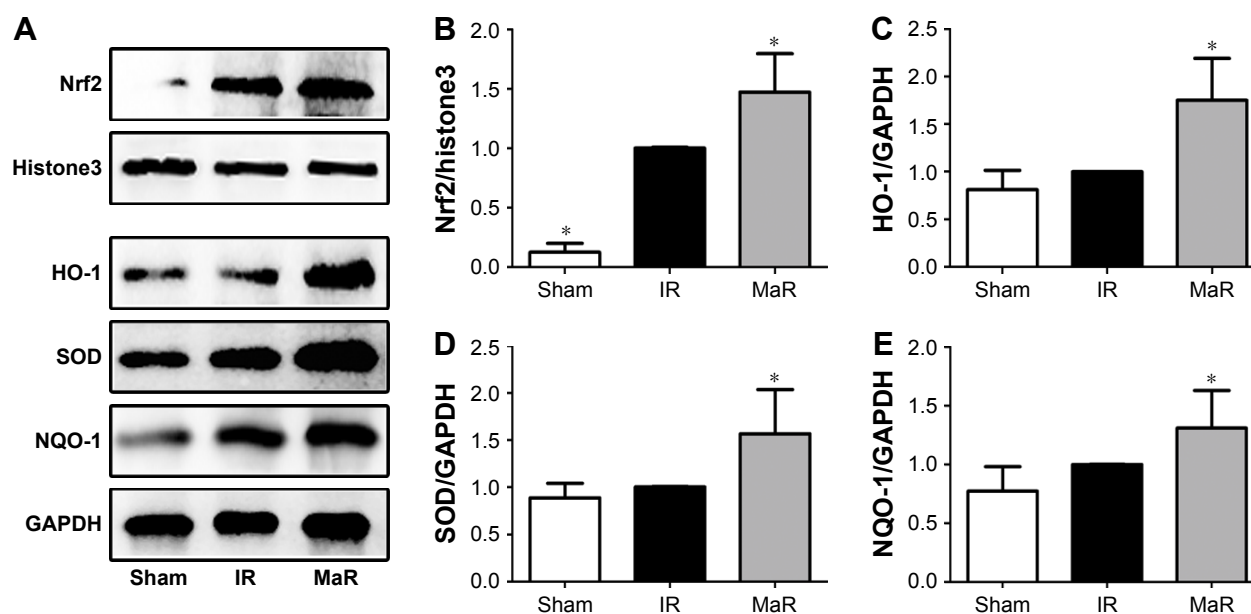 A
Nrf2
Histone3
HO-1
SOD
NQO-1
GAPDH
Sham IR MaR
B
Nrf2/histone3
2.0
1.5
1.0
0.5
0.0
*
*
Sham IR MaR
C
HO-1/GAPDH
2.5
2.0
1.5
1.0
0.5
0.0
*
Sham IR MaR
D
SOD/GAPDH
2.5
2.0
1.5
1.0
0.5
0.0
*
Sham IR MaR
E
NQO-1/GAPDH
2.0
1.5
1.0
0.5
0.0
*
Sham IR MaR